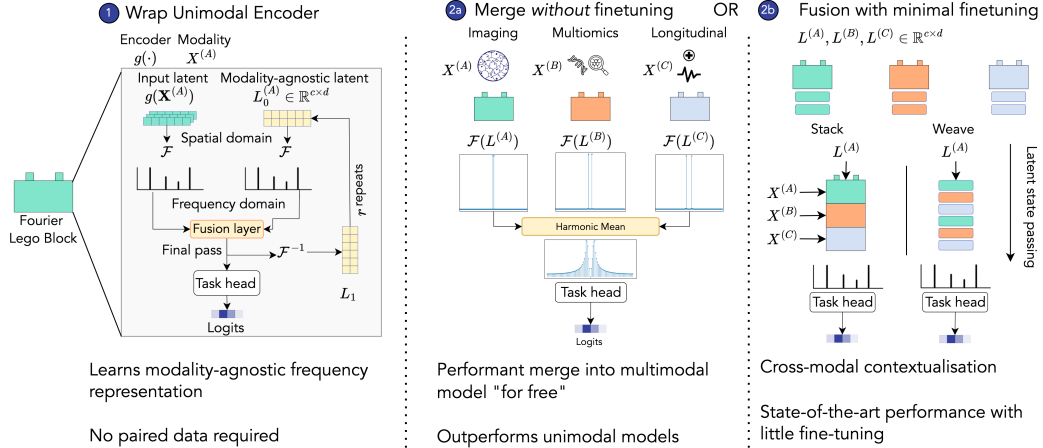 1 Wrap Unimodal Encoder
Encoder Modality
g(·) X^(A)
Input latent
g(𝐗^(A))
Modality-agnostic latent
L_0^(A) ∈ ℝ^{c×d}
Spatial domain
ℱ ℱ
Frequency domain
Fusion layer
Final pass
ℱ^{-1}
r repeats
L_1
Task head
Logits
Fourier
Lego Block
Learns modality-agnostic frequency
representation
No paired data required
2a Merge without finetuning
OR
Imaging Multiomics Longitudinal
X^(A) X^(B) X^(C)
ℱ(L^(A)) ℱ(L^(B)) ℱ(L^(C))
Harmonic Mean
Task head
Logits
Performant merge into multimodal
model "for free"
Outperforms unimodal models
2b Fusion with minimal finetuning
L^(A), L^(B), L^(C) ∈ ℝ^{c×d}
Stack Weave
L^(A) L^(A)
X^(A)
X^(B)
X^(C)
Latent state passing
Task head Task head
Cross-modal contextualisation
State-of-the-art performance with
little fine-tuning